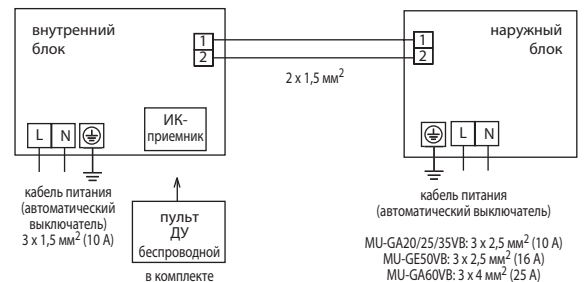 внутренний
блок
1
2
L
N
ИК-
приемник
кабель питания
(автоматический
выключатель)
3 x 1,5 мм² (10 А)
пульт
ДУ
беспроводной
в комплекте
2 x 1,5 мм²
наружный
блок
1
2
L
N
кабель питания
(автоматический выключатель)
MU-GA20/25/35VB: 3 x 2,5 мм² (10 А)
MU-GE50VB: 3 x 2,5 мм² (16 А)
MU-GA60VB: 3 x 4 мм² (25 А)